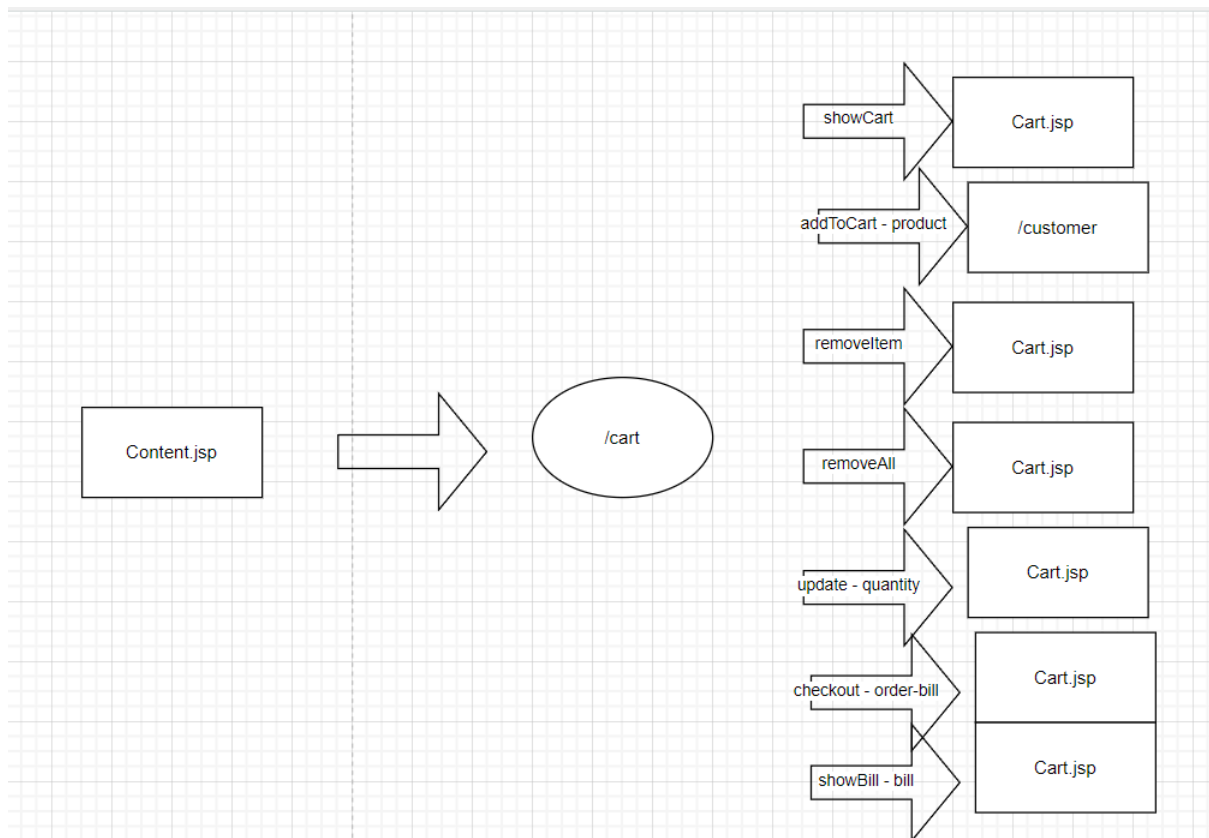 showCart
Cart.jsp
addToCart - product
/customer
removeItem
Cart.jsp
Content.jsp
/cart
removeAll
Cart.jsp
update - quantity
Cart.jsp
checkout - order-bill
Cart.jsp
showBill - bill
Cart.jsp